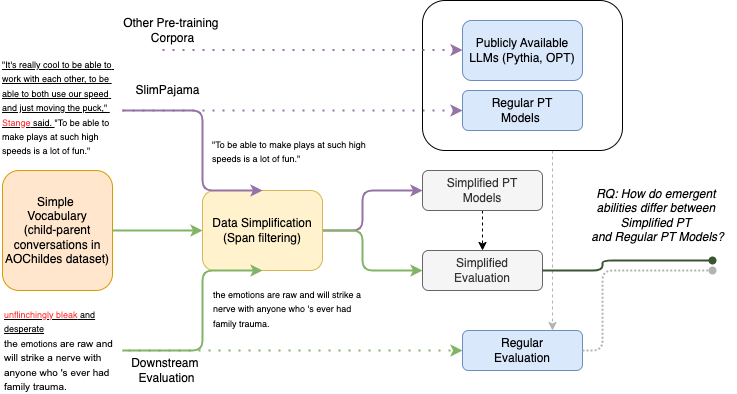 Other Pre-training
Corpora
Publicly Available
LLMs (Pythia, OPT)
"It's really cool to be able to
work with each other, to be
able to both use our speed
and just moving the puck,"
Stange said. "To be able to
make plays at such high
speeds is a lot of fun."
SlimPajama
Regular PT
Models
"To be able to make plays at such high
speeds is a lot of fun."
Simple
Vocabulary
(child-parent
conversations in
AOChildes dataset)
Data Simplification
(Span filtering)
Simplified PT
Models
Simplified
Evaluation
RQ: How do emergent
abilities differ between
Simplified PT
and Regular PT Models?
the emotions are raw and will strike a
nerve with anyone who 's ever had
family trauma.
unflinchingly bleak and
desperate
the emotions are raw and
will strike a nerve with
anyone who 's ever had
family trauma.
Downstream
Evaluation
Regular
Evaluation